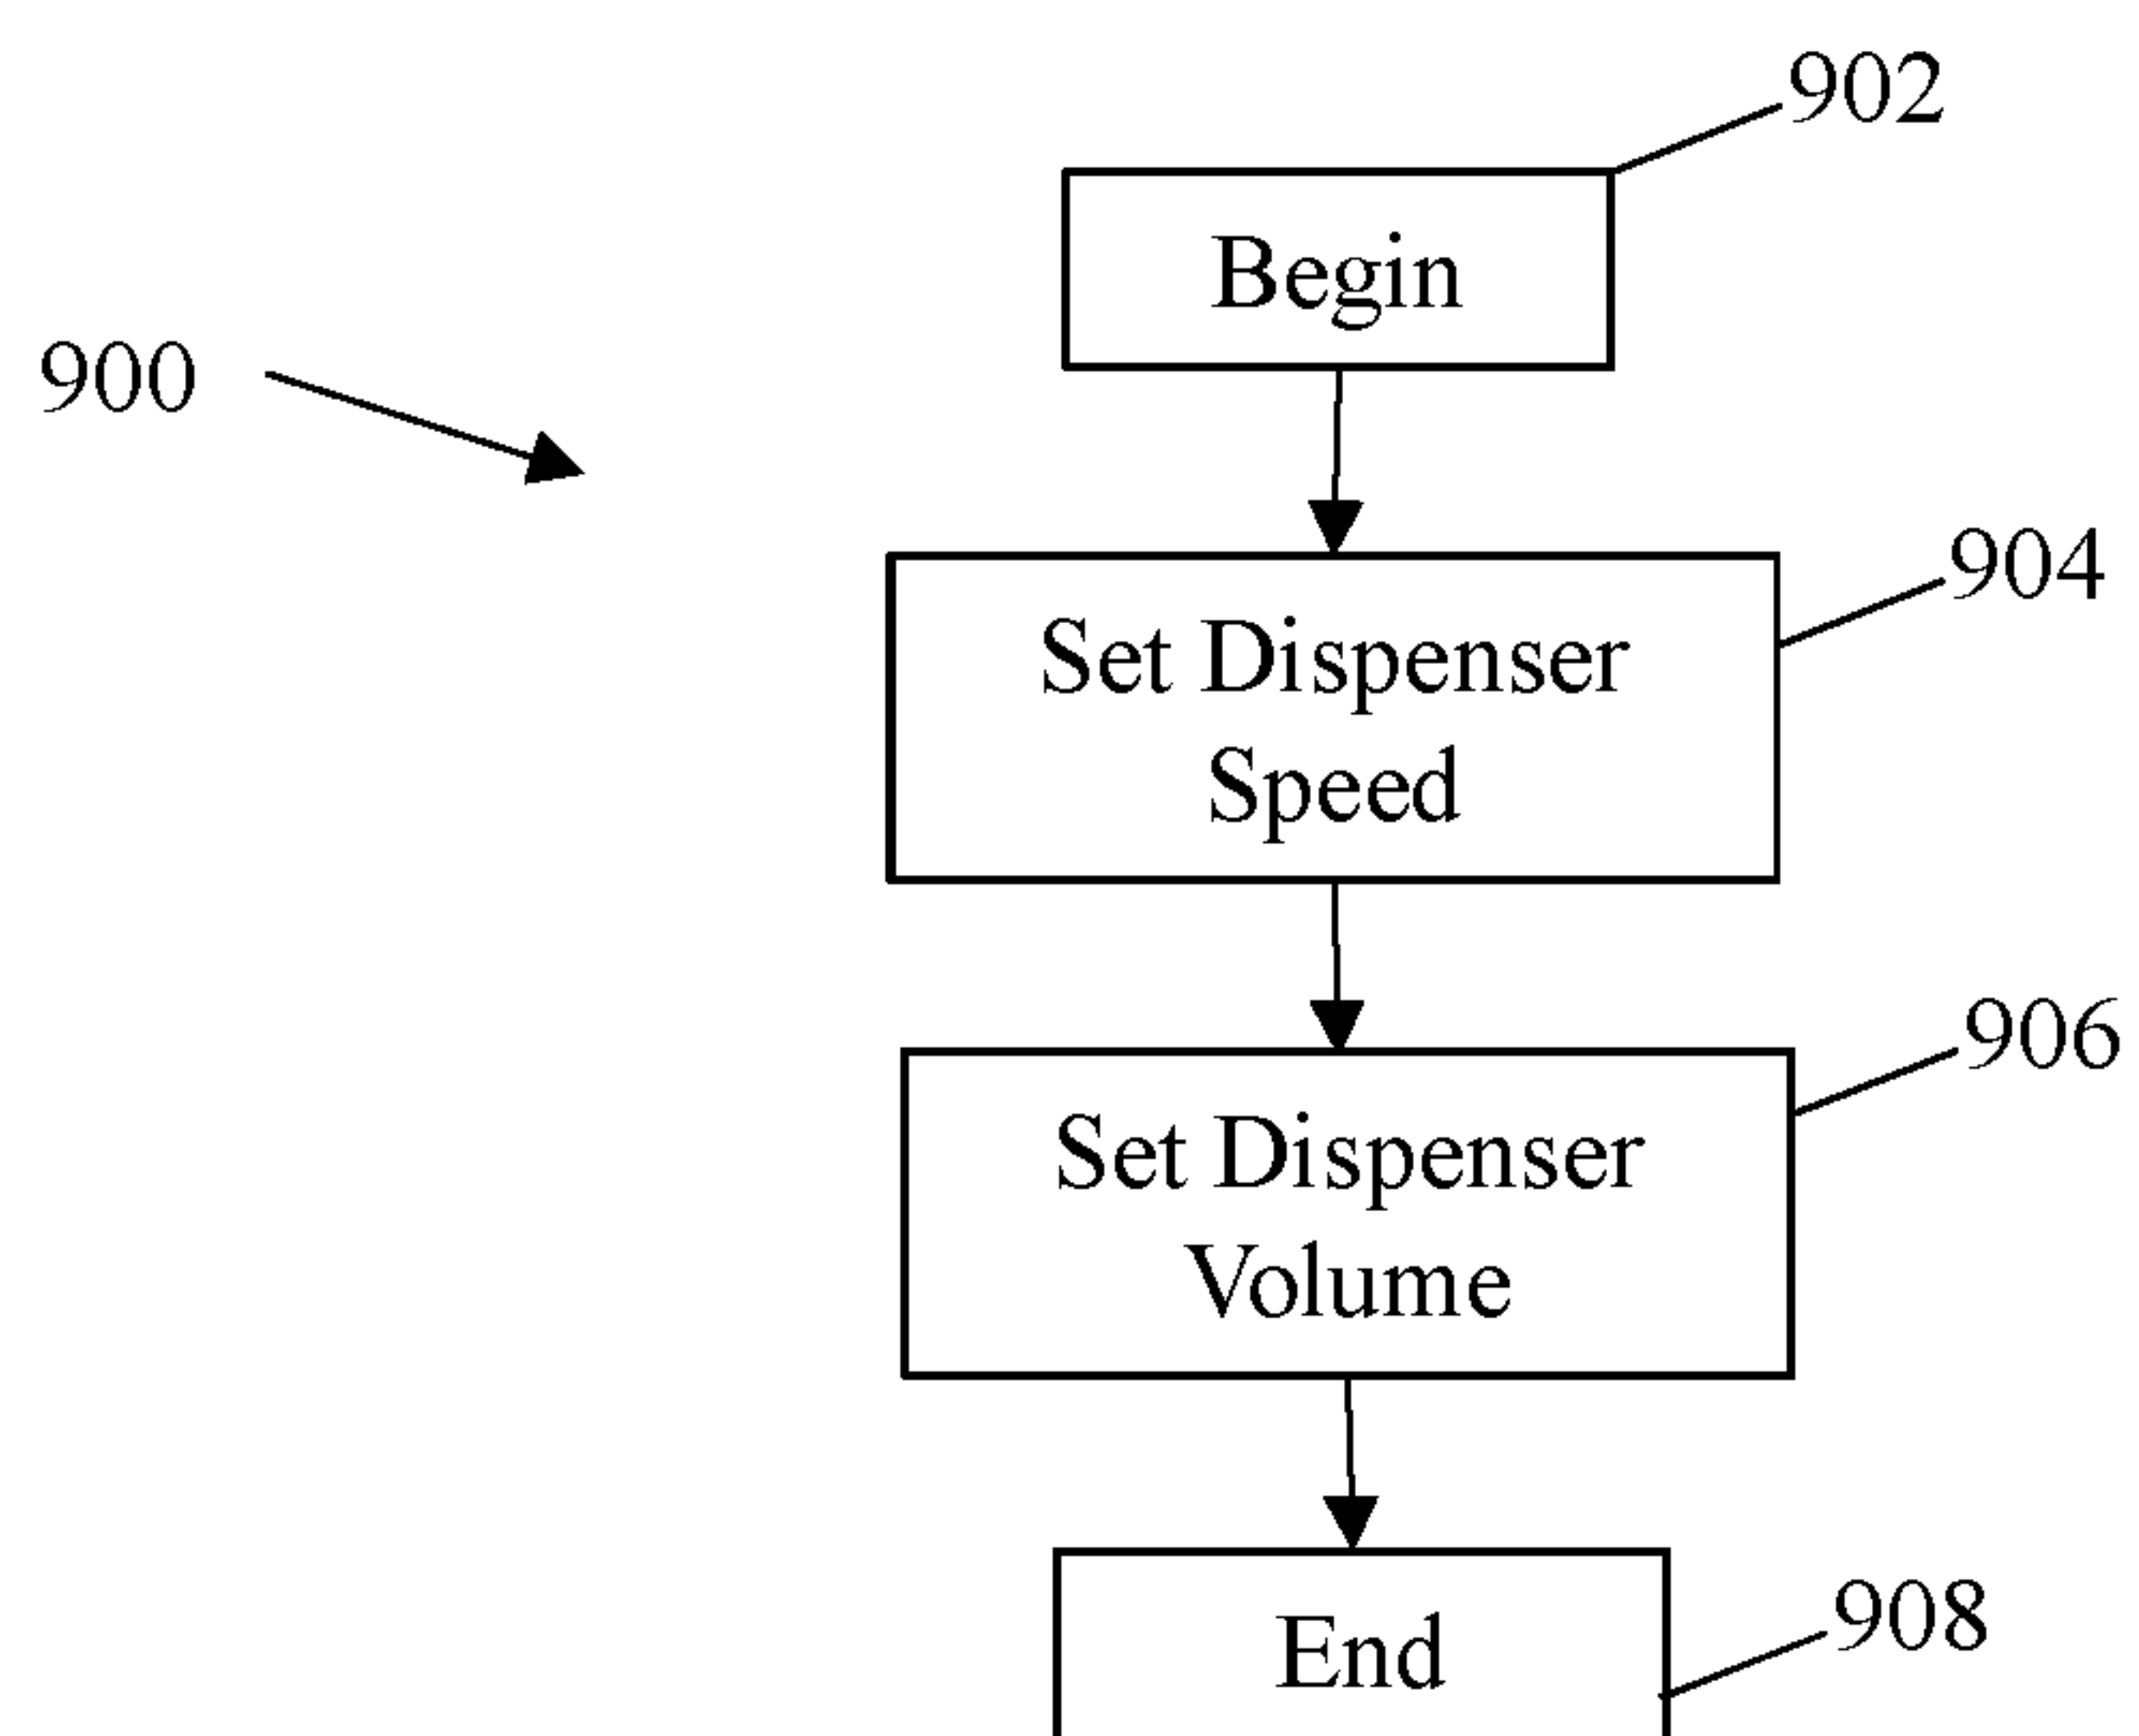 902
Begin
900
904
Set Dispenser
Speed
906
Set Dispenser
Volume
908
End